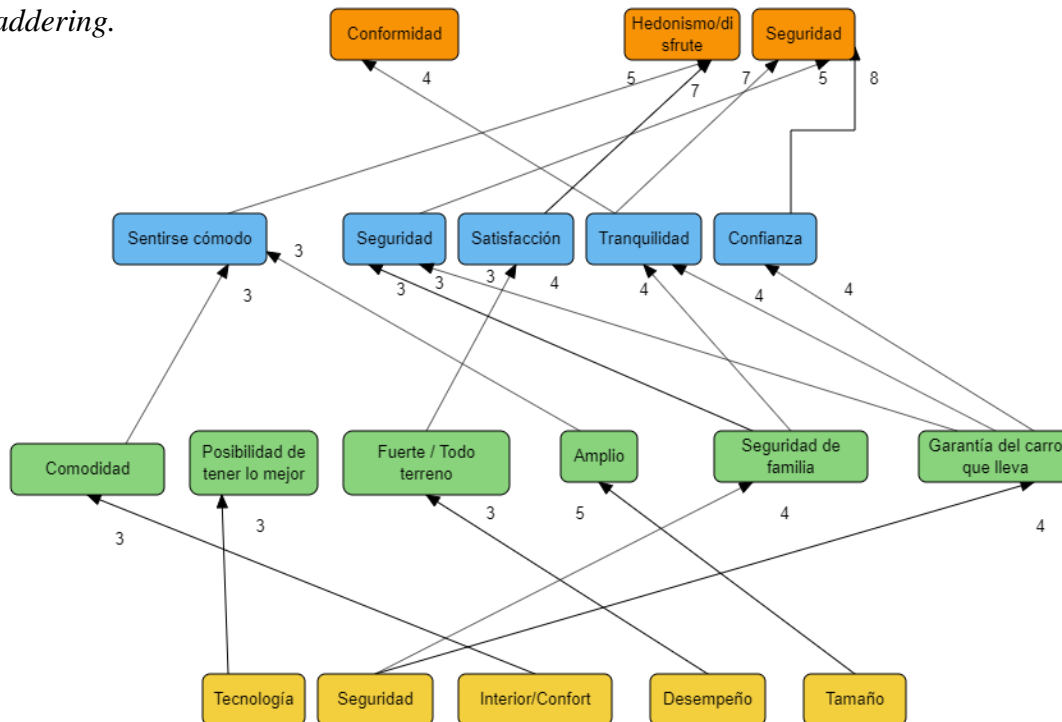 addering.
Conformidad
Hedonismo/di
sfrute
Seguridad
4
5
7
7
5
8
Sentirse cómodo
Seguridad
Satisfacción
Tranquilidad
Confianza
3
3
3
3
3
4
4
4
4
Comodidad
Posibilidad de
tener lo mejor
Fuerte / Todo
terreno
Amplio
Seguridad de
familia
Garantía del carro
que lleva
3
3
3
5
4
4
Tecnología
Seguridad
Interior/Confort
Desempeño
Tamaño